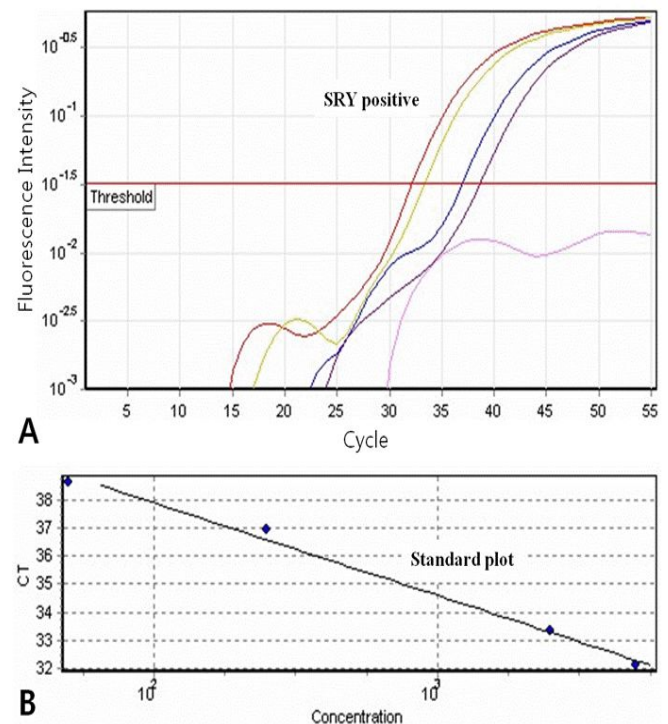 10^-0.5
SRY positive
10^-1
10^-1.5
Threshold
10^-2
10^-2.5
10^-3
Fluorescence Intensity
5 10 15 20 25 30 35 40 45 50 55
A
Cycle
38
37
36
35
34
33
32
CT
Standard plot
10^2 10^3
B
Concentration